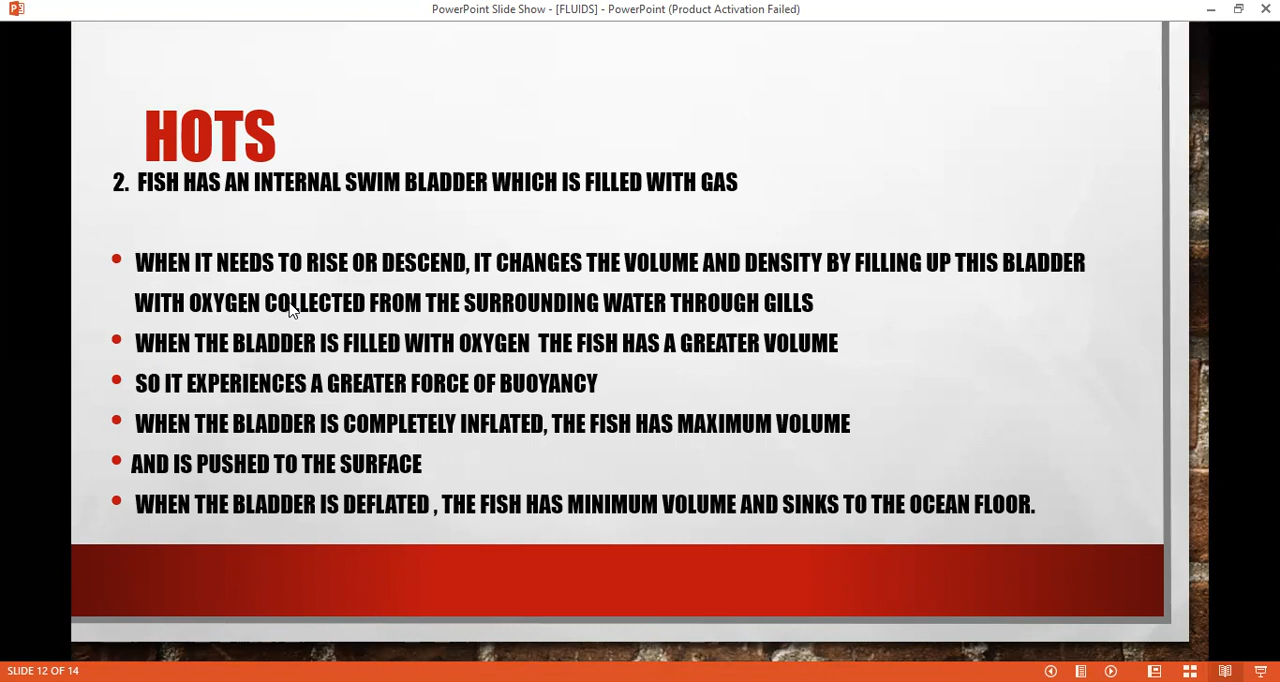 PowerPoint Slide Show - [FLUIDS] - PowerPoint (Product Activation Failed)
HOTS
2. FISH HAS AN INTERNAL SWIM BLADDER WHICH IS FILLED WITH GAS
• WHEN IT NEEDS TO RISE OR DESCEND, IT CHANGES THE VOLUME AND DENSITY BY FILLING UP THIS BLADDER
WITH OXYGEN COLLECTED FROM THE SURROUNDING WATER THROUGH GILLS
• WHEN THE BLADDER IS FILLED WITH OXYGEN THE FISH HAS A GREATER VOLUME
• SO IT EXPERIENCES A GREATER FORCE OF BUOYANCY
• WHEN THE BLADDER IS COMPLETELY INFLATED, THE FISH HAS MAXIMUM VOLUME
• AND IS PUSHED TO THE SURFACE
• WHEN THE BLADDER IS DEFLATED , THE FISH HAS MINIMUM VOLUME AND SINKS TO THE OCEAN FLOOR.
SLIDE 12 OF 14